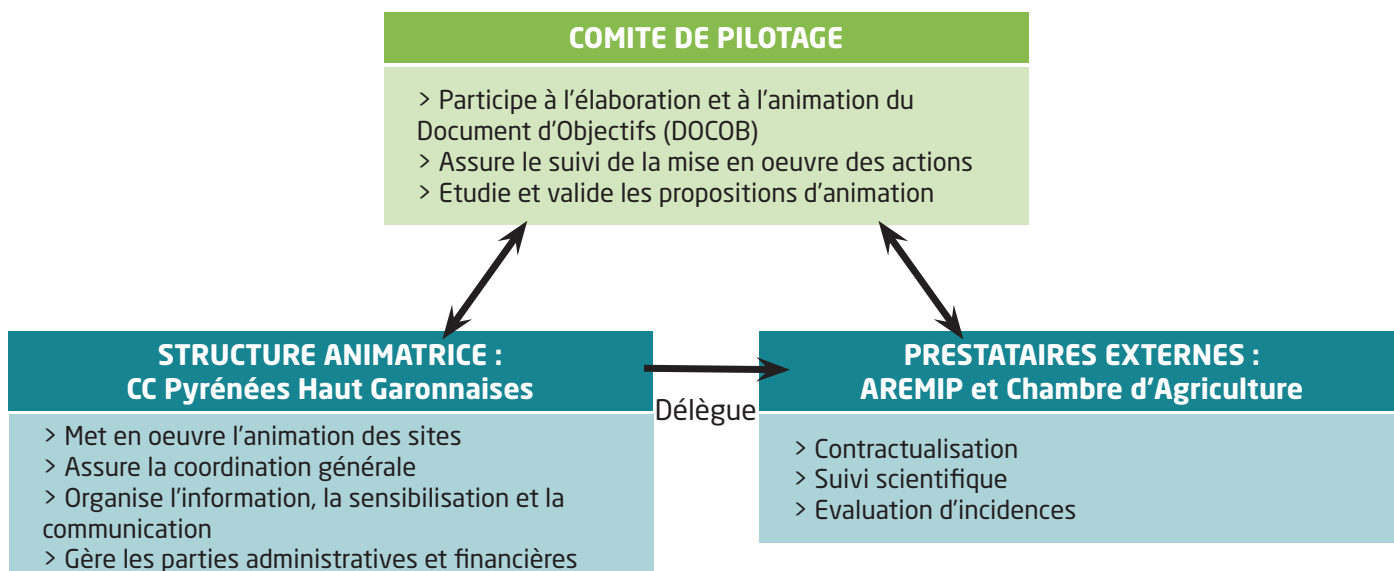 COMITE DE PILOTAGE
> Participe à l'élaboration et à l'animation du
Document d'Objectifs (DOCOB)
> Assure le suivi de la mise en oeuvre des actions
> Etudie et valide les propositions d'animation
STRUCTURE ANIMATRICE :
CC Pyrénées Haut Garonnaises
> Met en oeuvre l'animation des sites
> Assure la coordination générale
> Organise l'information, la sensibilisation et la
communication
> Gère les parties administratives et financières
Délègue
PRESTATAIRES EXTERNES :
AREMIP et Chambre d'Agriculture
> Contractualisation
> Suivi scientifique
> Evaluation d'incidences